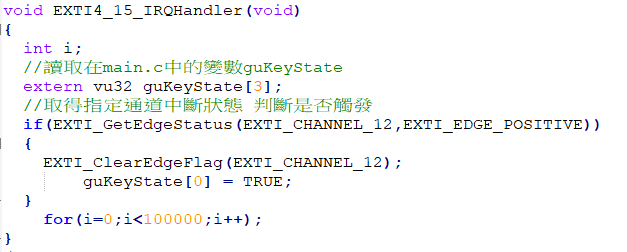 void EXTI4_15_IRQHandler(void)
{
int i;
//讀取在main.c中的變數guKeyState
extern vu32 guKeyState[3];
//取得指定通道中斷狀態 判斷是否觸發
if(EXTI_GetEdgeStatus(EXTI_CHANNEL_12,EXTI_EDGE_POSITIVE))
{
EXTI_ClearEdgeFlag(EXTI_CHANNEL_12);
guKeyState[0] = TRUE;
}
for(i=0;i<100000;i++);
}